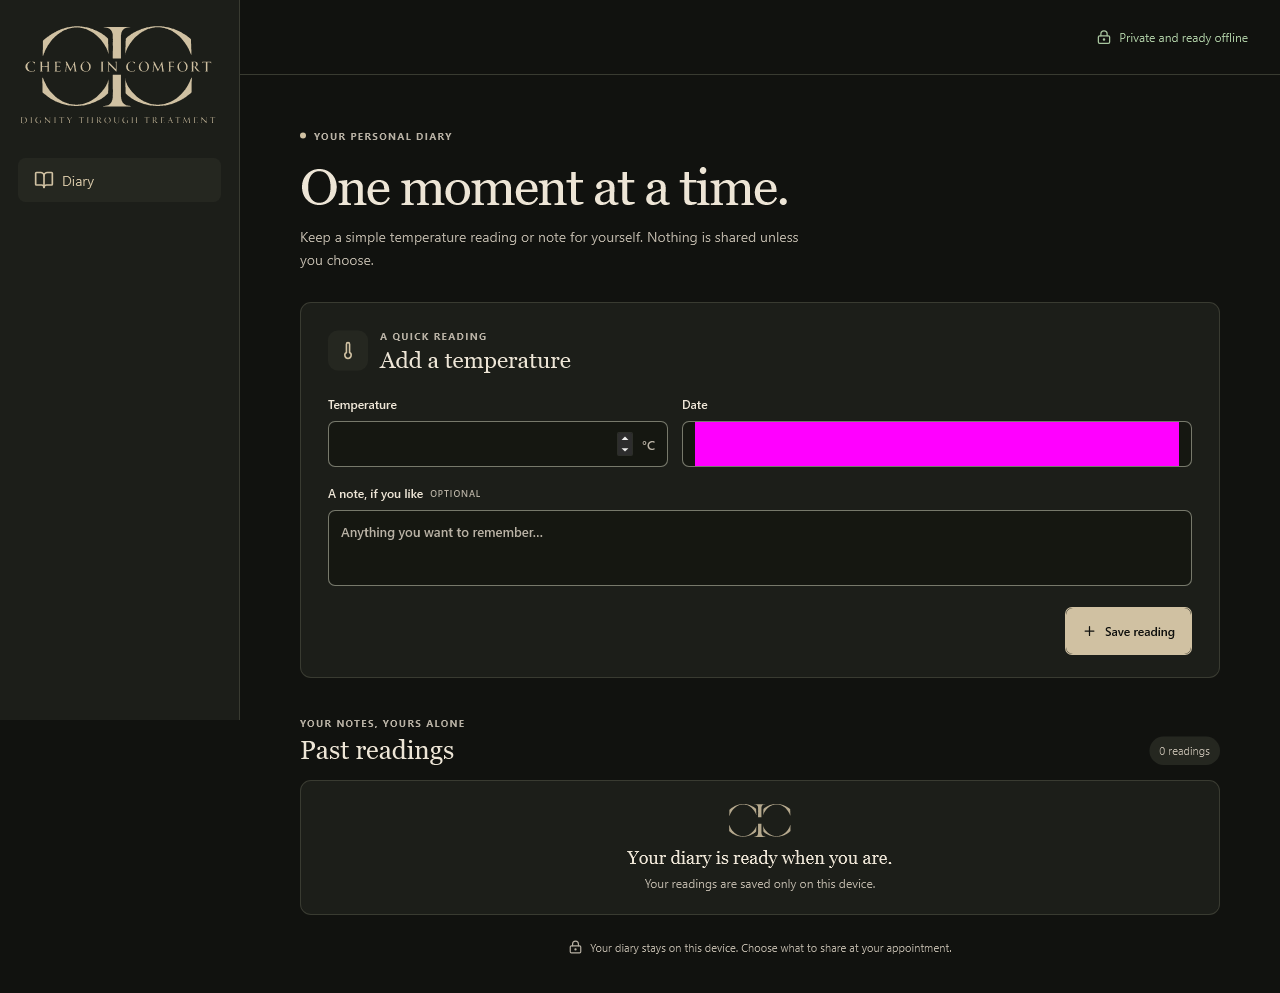 CHEMO IN COMFORT
DIGNITY THROUGH TREATMENT
Diary
Private and ready offline
YOUR PERSONAL DIARY
One moment at a time.
Keep a simple temperature reading or note for yourself. Nothing is shared unless
you choose.
A QUICK READING
Add a temperature
Temperature
Date
°C
A note, if you like OPTIONAL
Anything you want to remember...
Save reading
YOUR NOTES, YOURS ALONE
Past readings
0 readings
Your diary is ready when you are.
Your readings are saved only on this device.
Your diary stays on this device. Choose what to share at your appointment.